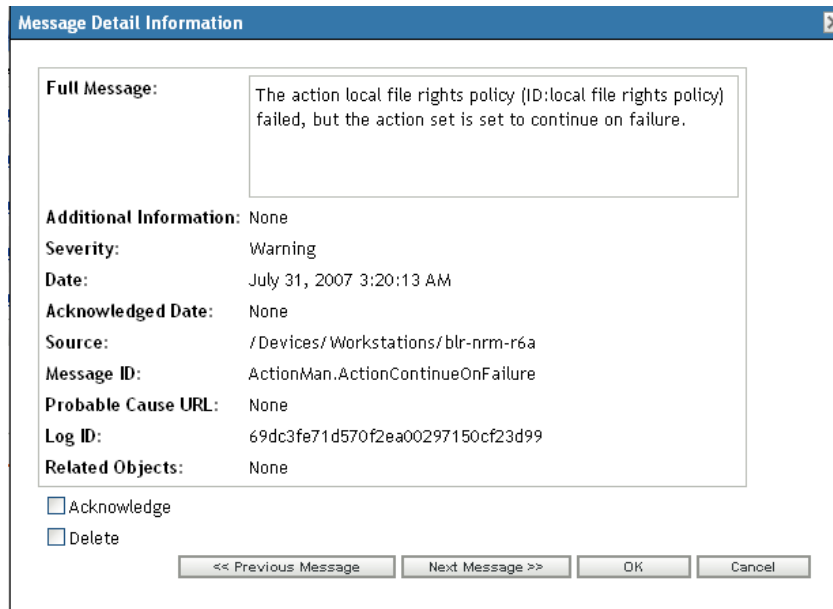 Message Detail Information
Full Message: The action local file rights policy (ID:local file rights policy)
failed, but the action set is set to continue on failure.
Additional Information: None
Severity: Warning
Date: July 31, 2007 3:20:13 AM
Acknowledged Date: None
Source: /Devices/Workstations/blr-nrm-r6a
Message ID: ActionMan.ActionContinueOnFailure
Probable Cause URL: None
Log ID: 69dc3fe71d570f2ea00297150cf23d99
Related Objects: None
Acknowledge
Delete
<< Previous Message Next Message >> OK Cancel